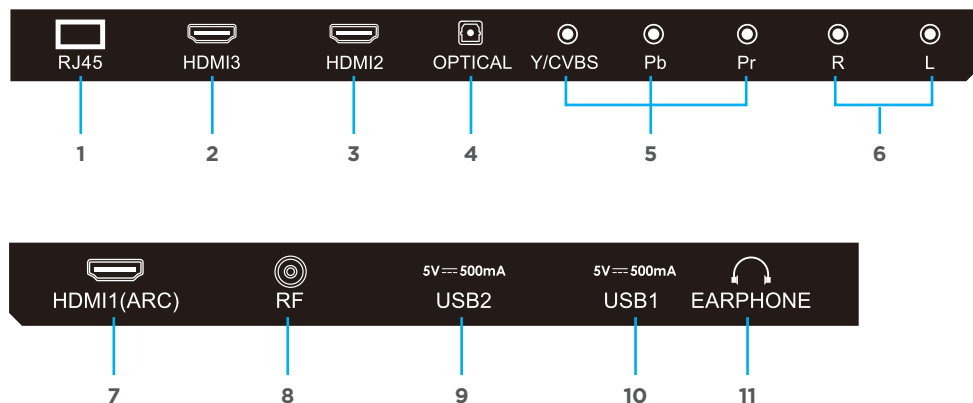 RJ45 HDMI3 HDMI2 OPTICAL Y/CVBS Pb Pr R L
1 2 3 4 5 6
5V⎓500mA 5V⎓500mA
HDMI1(ARC) RF USB2 USB1 EARPHONE
7 8 9 10 11